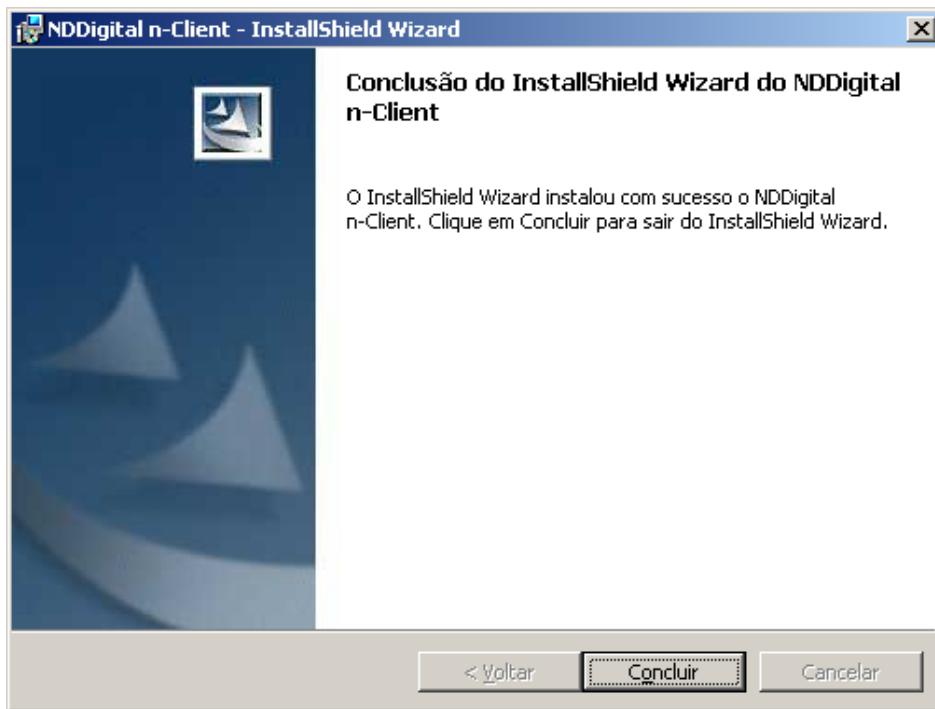 NDDigital n-Client - InstallShield Wizard
Conclusão do InstallShield Wizard do NDDigital
n-Client
O InstallShield Wizard instalou com sucesso o NDDigital
n-Client. Clique em Concluir para sair do InstallShield Wizard.
< Voltar
Concluir
Cancelar